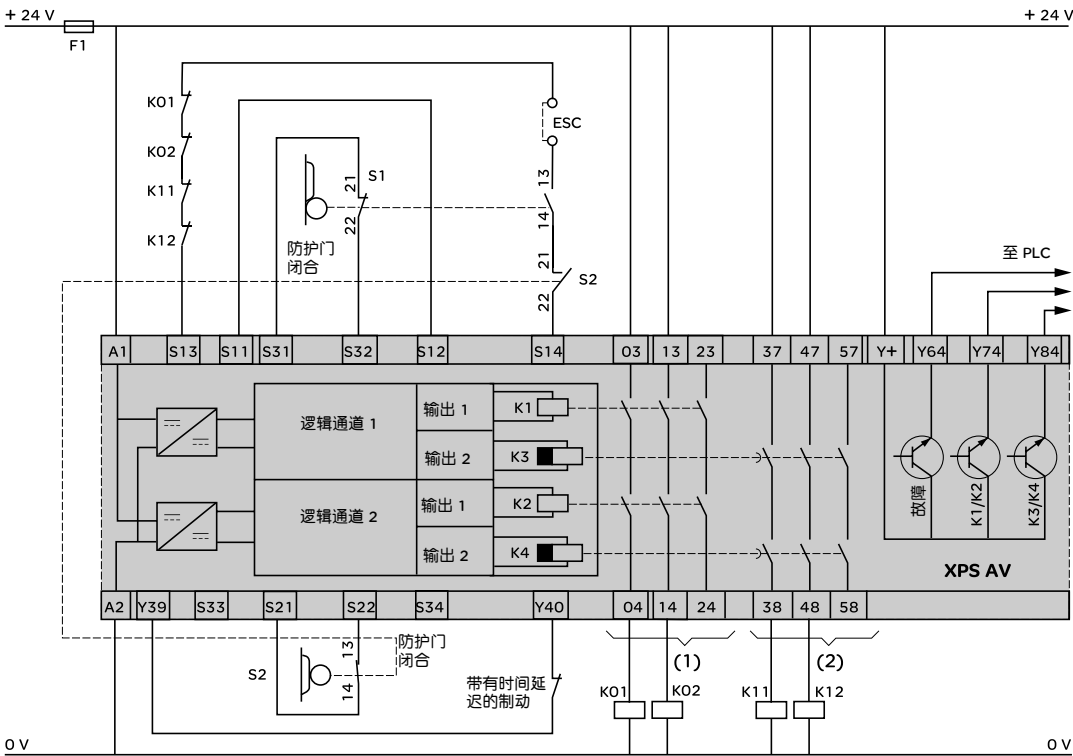 + 24 V
+ 24 V
F1
K01
ESC
K02
13
S1
21
K11
14
22
K12
防护门
闭合
21
S2
22
至 PLC
A1 S13 S11 S31 S32 S12 S14 03 13 23 37 47 57 Y+ Y64 Y74 Y84
逻辑通道 1
输出 1
K1
输出 2
K3
逻辑通道 2
输出 1
K2
输出 2
K4
故障
K1/K2
K3/K4
XPS AV
A2 Y39 S33 S21 S22 S34 Y40 04 14 24 38 48 58
防护门
闭合
13
S2
14
带有时间延
迟的制动
(1)
(2)
K01
K02
K11
K12
0 V
0 V